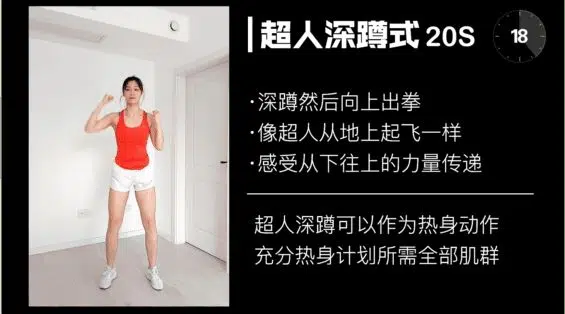 超人深蹲式 20S
18
·深蹲然后向上出拳
·像超人从地上起飞一样
·感受从下往上的力量传递
超人深蹲可以作为热身动作
充分热身计划所需全部肌群